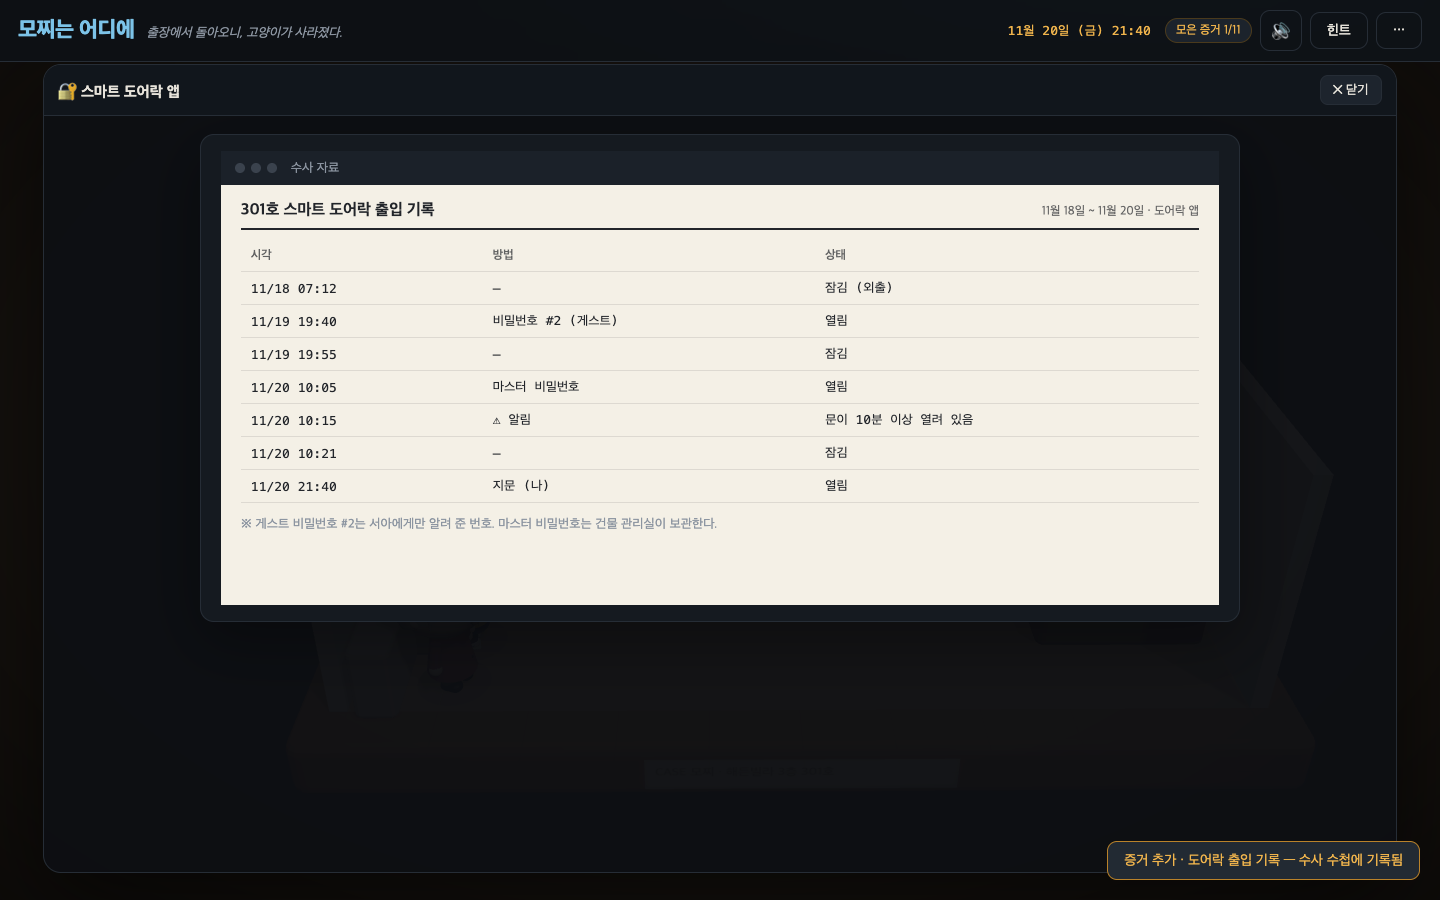 모찌는 어디에 출장에서 돌아오니, 고양이가 사라졌다. 11월 20일 (금) 21:40 모은 증거 1/11 힌트 ···
🔐 스마트 도어락 앱 ✕ 닫기
수사 자료
301호 스마트 도어락 출입 기록 11월 18일 ~ 11월 20일 · 도어락 앱
시각 방법 상태
11/18 07:12 — 잠김 (외출)
11/19 19:40 비밀번호 #2 (게스트) 열림
11/19 19:55 — 잠김
11/20 10:05 마스터 비밀번호 열림
11/20 10:15 ⚠ 알림 문이 10분 이상 열려 있음
11/20 10:21 — 잠김
11/20 21:40 지문 (나) 열림
※ 게스트 비밀번호 #2는 서아에게만 알려 준 번호. 마스터 비밀번호는 건물 관리실이 보관한다.
증거 추가 · 도어락 출입 기록 — 수사 수첩에 기록됨